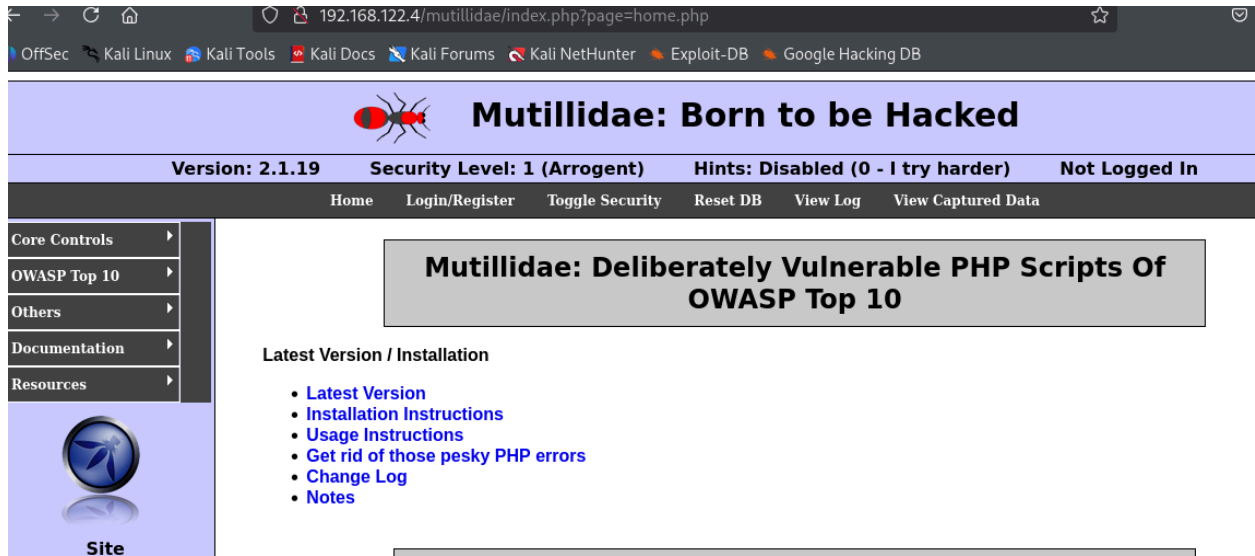 192.168.122.4/mutillidae/index.php?page=home.php
OffSec Kali Linux Kali Tools Kali Docs Kali Forums Kali NetHunter Exploit-DB Google Hacking DB
Mutillidae: Born to be Hacked
Version: 2.1.19 Security Level: 1 (Arrogent) Hints: Disabled (0 - I try harder) Not Logged In
Home Login/Register Toggle Security Reset DB View Log View Captured Data
Core Controls
OWASP Top 10
Others
Documentation
Resources
Site
Mutillidae: Deliberately Vulnerable PHP Scripts Of
OWASP Top 10
Latest Version / Installation
• Latest Version
• Installation Instructions
• Usage Instructions
• Get rid of those pesky PHP errors
• Change Log
• Notes